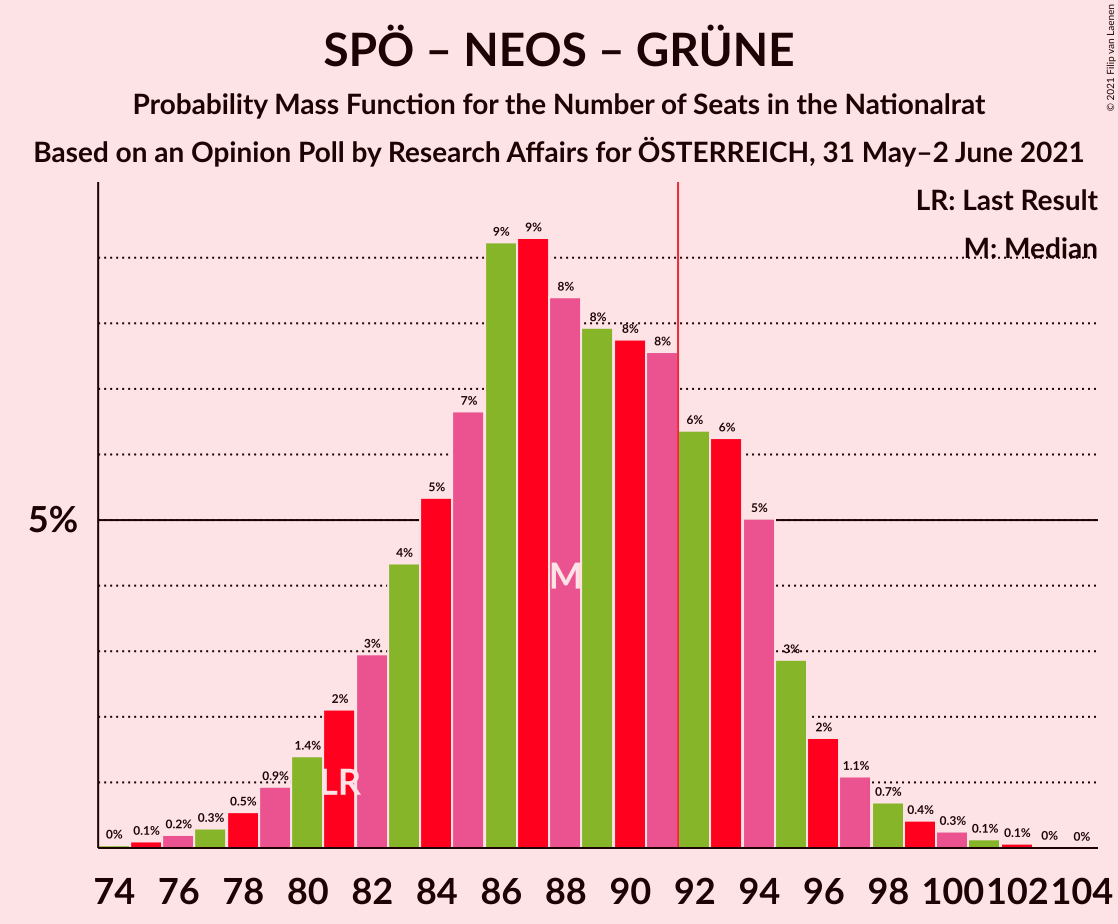 SPÖ – NEOS – GRÜNE
Probability Mass Function for the Number of Seats in the Nationalrat
Based on an Opinion Poll by Research Affairs for ÖSTERREICH, 31 May–2 June 2021
© 2021 Filip van Laenen
LR: Last Result
M: Median
5%
0% 0.1% 0.2% 0.3% 0.5% 0.9% 1.4% 2% 3% 4% 5% 7% 9% 9% 8% 8% 8% 8% 6% 6% 5% 3% 2% 1.1% 0.7% 0.4% 0.3% 0.1% 0.1% 0% 0%
M
LR
74 76 78 80 82 84 86 88 90 92 94 96 98 100 102 104